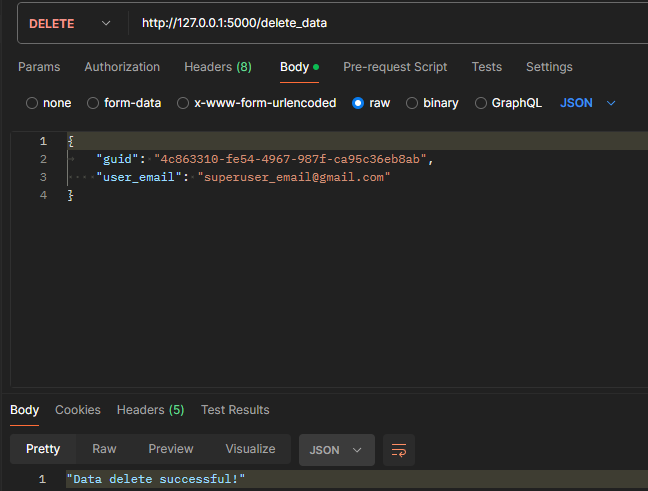 DELETE http://127.0.0.1:5000/delete_data
Params Authorization Headers (8) Body Pre-request Script Tests Settings
none form-data x-www-form-urlencoded raw binary GraphQL JSON
1 {
2 "guid": "4c863310-fe54-4967-987f-ca95c36eb8ab",
3 "user_email": "superuser_email@gmail.com"
4 }
Body Cookies Headers (5) Test Results
Pretty Raw Preview Visualize JSON
1 "Data delete successful!"